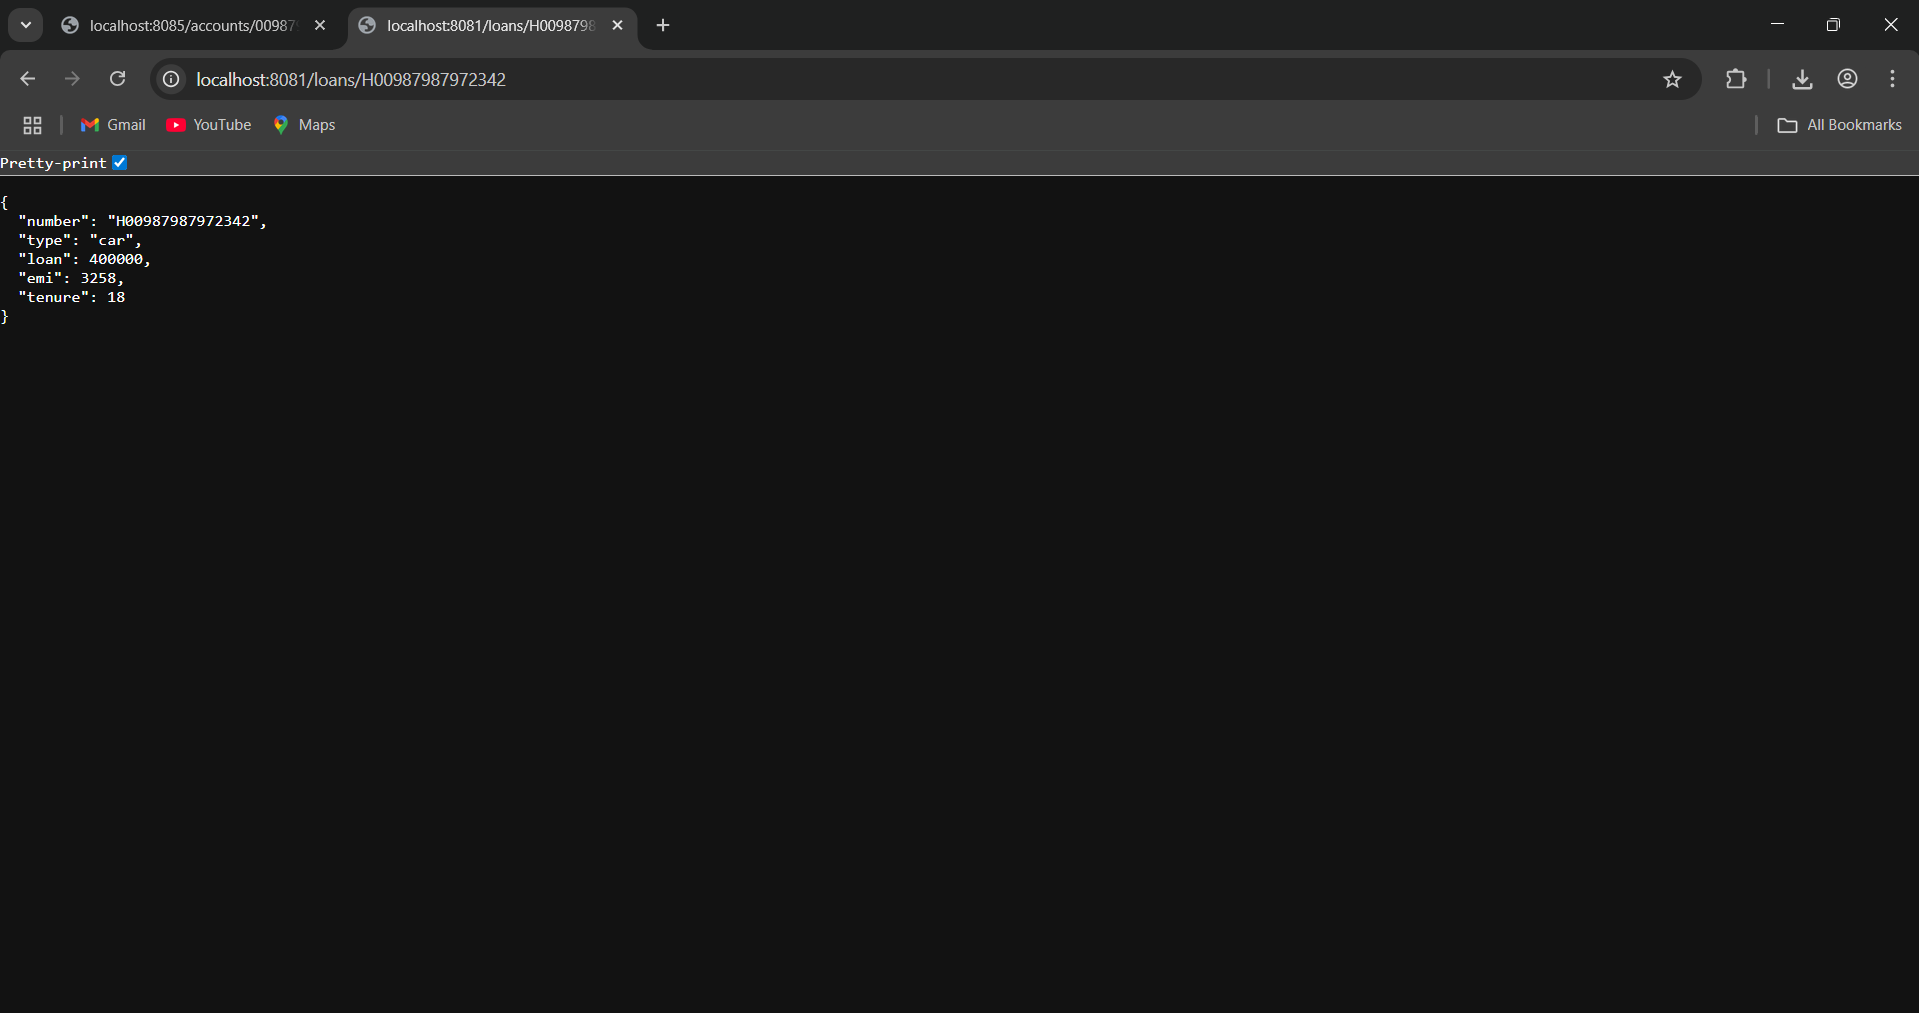 localhost:8085/accounts/00987
localhost:8081/loans/H0098798
localhost:8081/loans/H00987987972342
Gmail
YouTube
Maps
All Bookmarks
Pretty-print
{
"number": "H00987987972342",
"type": "car",
"loan": 400000,
"emi": 3258,
"tenure": 18
}